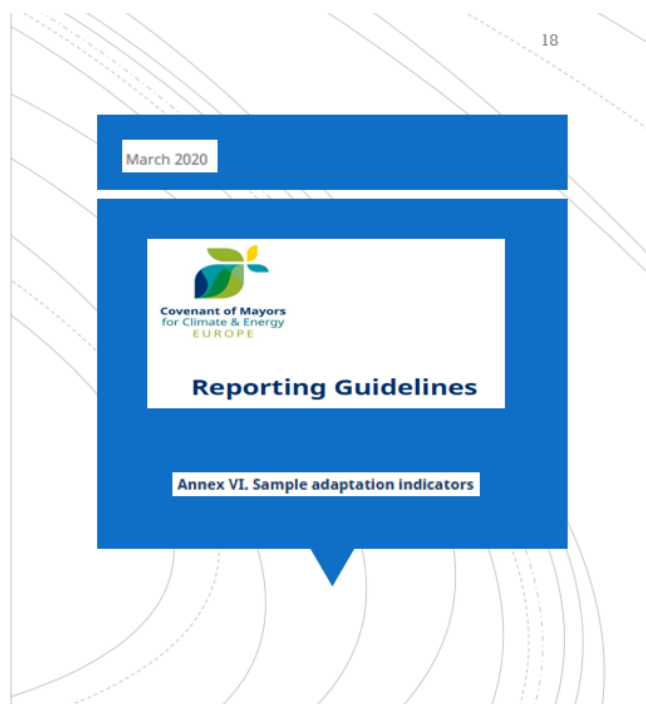 18
March 2020
Covenant of Mayors
for Climate & Energy
EUROPE
Reporting Guidelines
Annex VI. Sample adaptation indicators